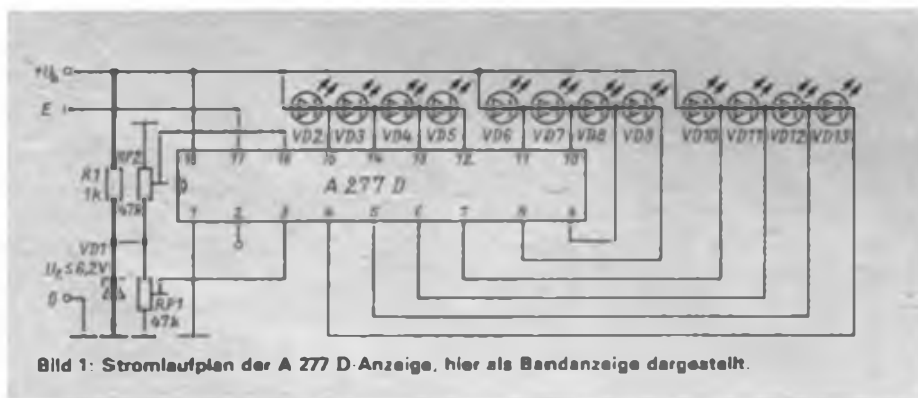 +U_b
E
VD2 VD3 VD4 VD5 VD6 VD7 VD8 VD9 VD10 VD11 VD12 VD13
18 17 16 15 14 13 12 11 10
RP2
R1
1k
47k
A 277 D
1 2 3 4 5 6 7 8 9
VD1
U_z ≤ 6,2V
0
RP1
47k
Bild 1: Stromlaufplan der A 277 D-Anzeige, hier als Bandanzeige dargestellt.